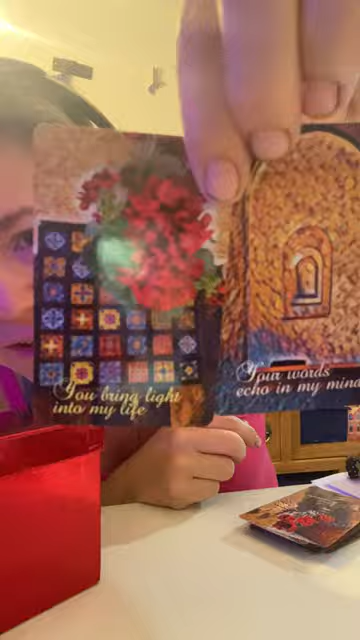 You bring light
into my life
Your words
echo in my mind